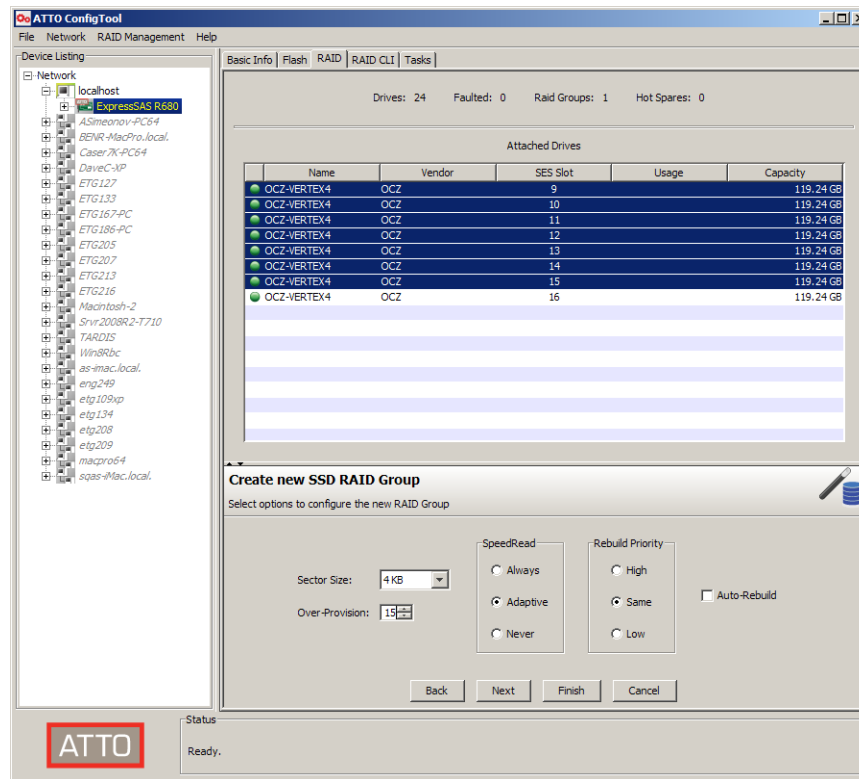 ATTO ConfigTool
File Network RAID Management Help
Device Listing
Network
localhost
ExpressSAS R680
ASimeonov-PC64
BENR-MacPro.local.
Caser7K-PC64
DaveC-XP
ETG127
ETG133
ETG167-PC
ETG186-PC
ETG205
ETG207
ETG213
ETG216
Macintosh-2
Srvr2008R2-T710
TARDIS
Win8Rbc
as-imac.local.
eng249
etg109xp
etg134
etg208
etg209
macpro64
sqas-iMac.local.
Basic Info Flash RAID RAID CLI Tasks
Drives: 24 Faulted: 0 Raid Groups: 1 Hot Spares: 0
Attached Drives
Name Vendor SES Slot Usage Capacity
OCZ-VERTEX4 OCZ 9 119.24 GB
OCZ-VERTEX4 OCZ 10 119.24 GB
OCZ-VERTEX4 OCZ 11 119.24 GB
OCZ-VERTEX4 OCZ 12 119.24 GB
OCZ-VERTEX4 OCZ 13 119.24 GB
OCZ-VERTEX4 OCZ 14 119.24 GB
OCZ-VERTEX4 OCZ 15 119.24 GB
OCZ-VERTEX4 OCZ 16 119.24 GB
Create new SSD RAID Group
Select options to configure the new RAID Group
SpeedRead Rebuild Priority
Always High
Sector Size: 4 KB
Adaptive Same Auto-Rebuild
Over-Provision: 15
Never Low
Back Next Finish Cancel
Status
ATTO
Ready.